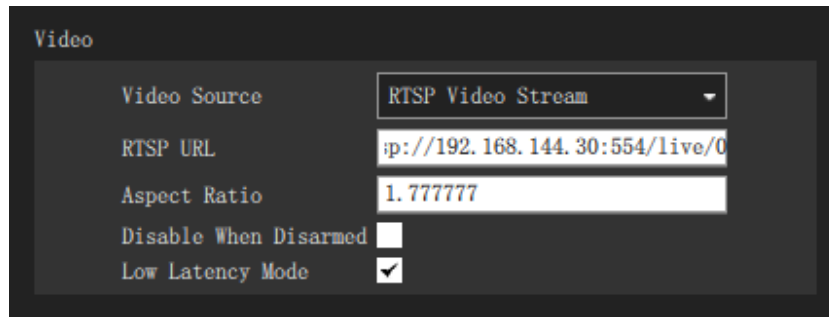 Video
Video Source RTSP Video Stream
RTSP URL sp://192.168.144.30:554/live/0
Aspect Ratio 1.777777
Disable When Disarmed
Low Latency Mode